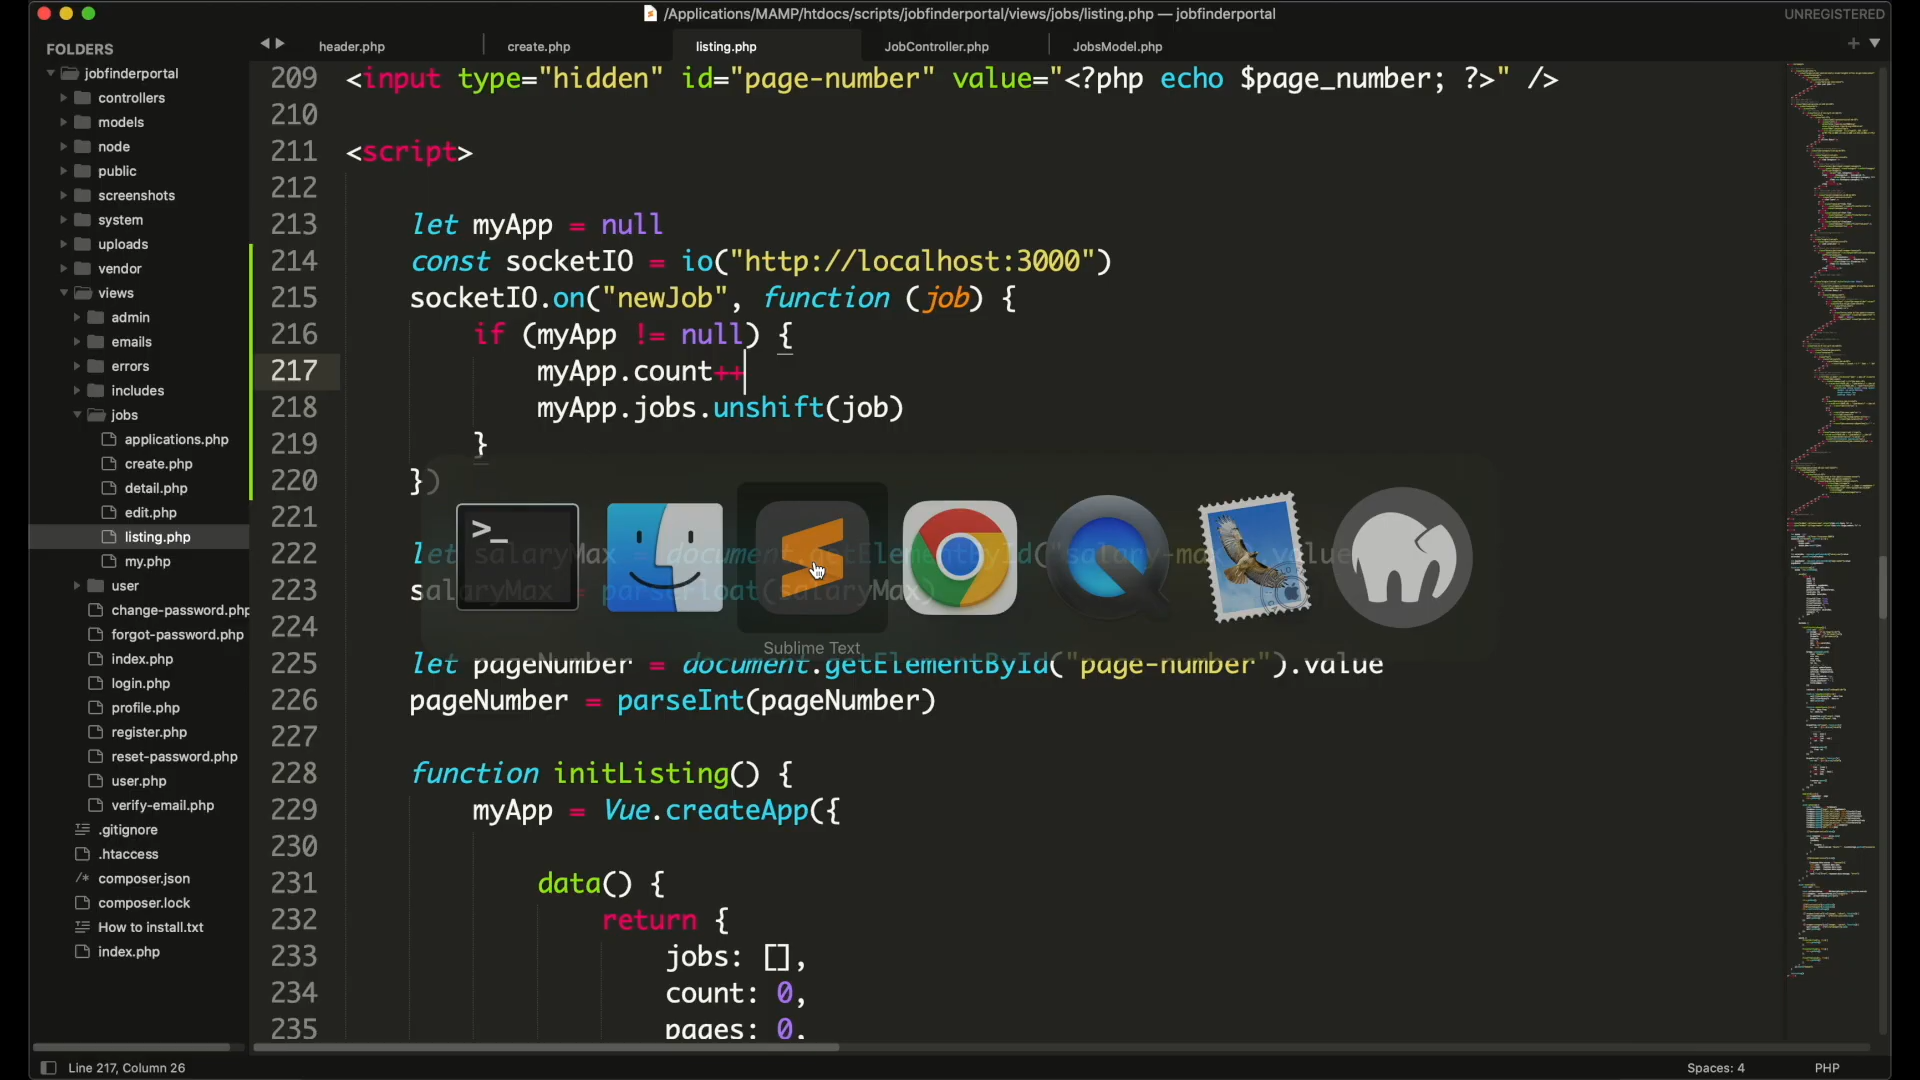 /Applications/MAMP/htdocs/scripts/jobfinderportal/views/jobs/listing.php — jobfinderportal
UNREGISTERED
FOLDERS
jobfinderportal
controllers
models
node
public
screenshots
system
uploads
vendor
views
admin
emails
errors
includes
jobs
applications.php
create.php
detail.php
edit.php
listing.php
my.php
user
change-password.php
forgot-password.php
index.php
login.php
profile.php
register.php
reset-password.php
user.php
verify-email.php
.gitignore
.htaccess
/* composer.json
composer.lock
How to install.txt
index.php
header.php
create.php
listing.php
JobController.php
JobsModel.php
209 <input type="hidden" id="page-number" value="<?php echo $page_number; ?>" />
210
211 <script>
212
213 let myApp = null
214 const socketIO = io("http://localhost:3000")
215 socketIO.on("newJob", function (job) {
216 if (myApp != null) {
217 myApp.count++
218 myApp.jobs.unshift(job)
219 }
220 })
221
222 let salaryMax = document.getElementById("salary-max").value
223 salaryMax = parseFloat(salaryMax)
224
225 let pageNumber = document.getElementById("page-number").value
226 pageNumber = parseInt(pageNumber)
227
228 function initListing() {
229 myApp = Vue.createApp({
230
231 data() {
232 return {
233 jobs: [],
234 count: 0,
235 pages: 0,
>_
Sublime Text
Line 217, Column 26
Spaces: 4
PHP